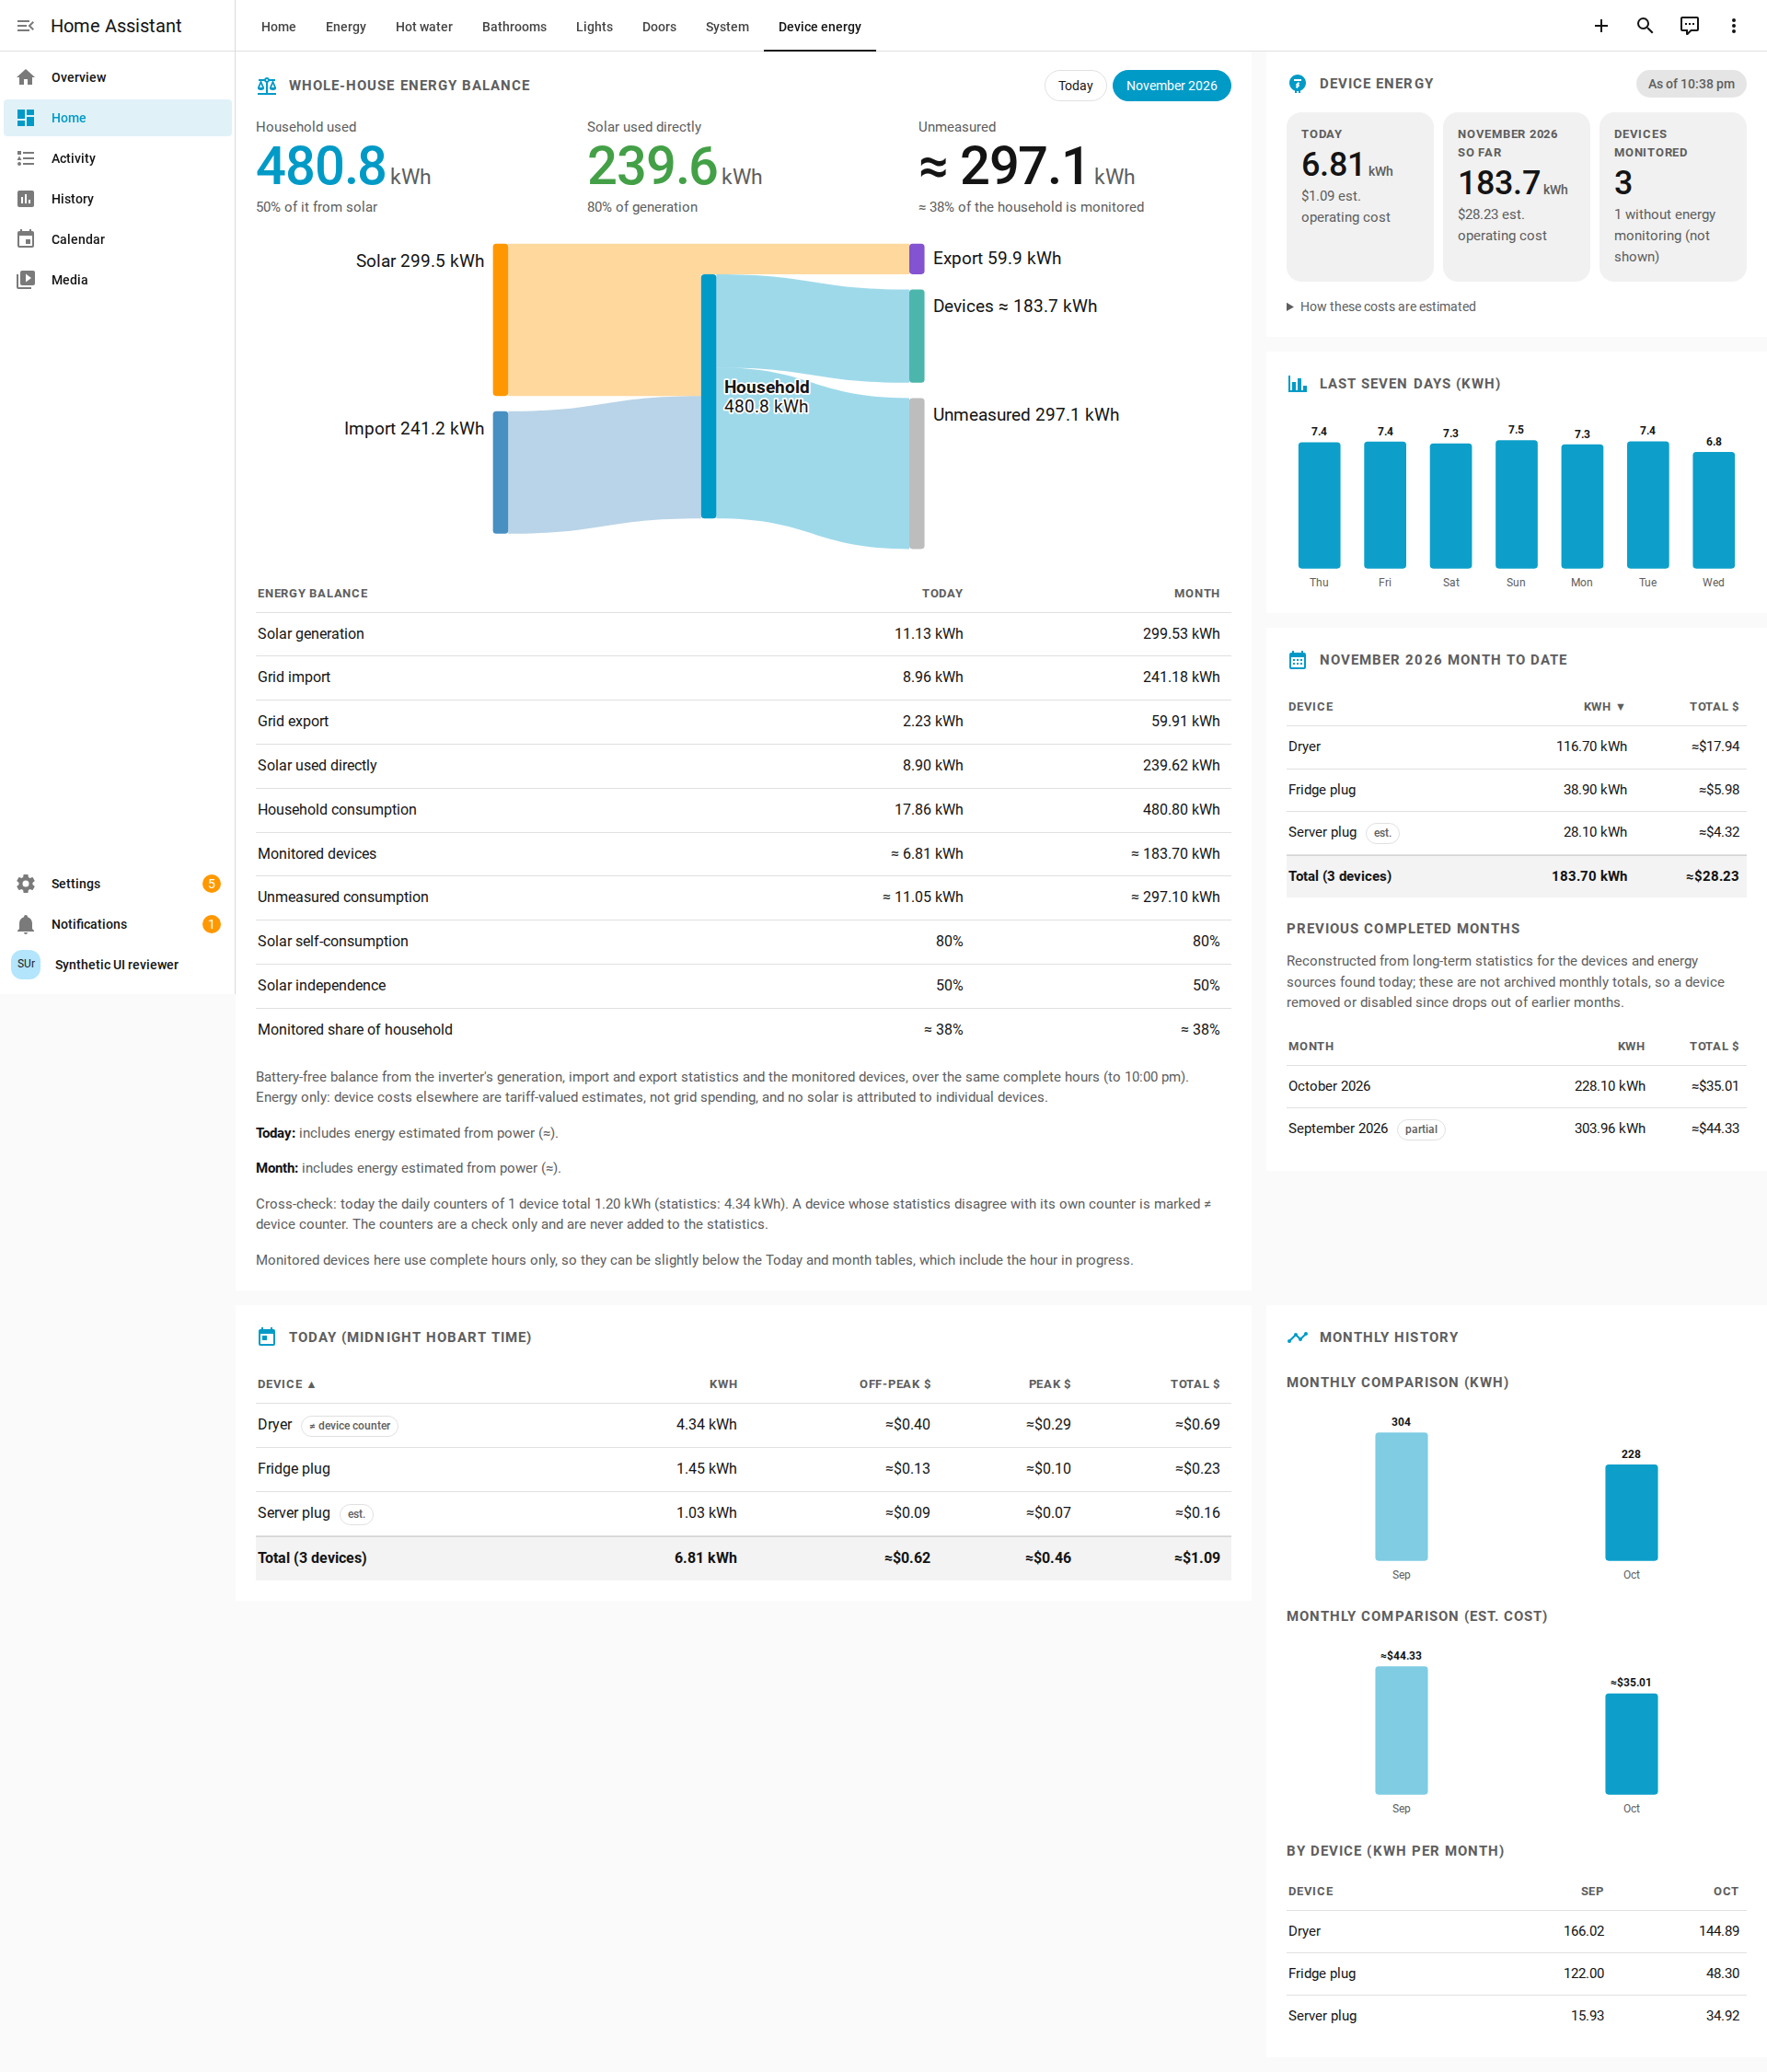 Home Assistant
Overview
Home
Activity
History
Calendar
Media
Settings 5
Notifications 1
SUr Synthetic UI reviewer
Home Energy Hot water Bathrooms Lights Doors System Device energy
WHOLE-HOUSE ENERGY BALANCE Today November 2026
Household used Solar used directly Unmeasured
480.8 kWh 239.6 kWh ≈ 297.1 kWh
50% of it from solar 80% of generation ≈ 38% of the household is monitored
Solar 299.5 kWh
Import 241.2 kWh
Household
480.8 kWh
Export 59.9 kWh
Devices ≈ 183.7 kWh
Unmeasured 297.1 kWh
ENERGY BALANCE TODAY MONTH
Solar generation 11.13 kWh 299.53 kWh
Grid import 8.96 kWh 241.18 kWh
Grid export 2.23 kWh 59.91 kWh
Solar used directly 8.90 kWh 239.62 kWh
Household consumption 17.86 kWh 480.80 kWh
Monitored devices ≈ 6.81 kWh ≈ 183.70 kWh
Unmeasured consumption ≈ 11.05 kWh ≈ 297.10 kWh
Solar self-consumption 80% 80%
Solar independence 50% 50%
Monitored share of household ≈ 38% ≈ 38%
Battery-free balance from the inverter's generation, import and export statistics and the monitored devices, over the same complete hours (to 10:00 pm).
Energy only: device costs elsewhere are tariff-valued estimates, not grid spending, and no solar is attributed to individual devices.
Today: includes energy estimated from power (≈).
Month: includes energy estimated from power (≈).
Cross-check: today the daily counters of 1 device total 1.20 kWh (statistics: 4.34 kWh). A device whose statistics disagree with its own counter is marked ≠
device counter. The counters are a check only and are never added to the statistics.
Monitored devices here use complete hours only, so they can be slightly below the Today and month tables, which include the hour in progress.
DEVICE ENERGY As of 10:38 pm
TODAY
6.81 kWh
$1.09 est.
operating cost
NOVEMBER 2026
SO FAR
183.7 kWh
$28.23 est.
operating cost
DEVICES
MONITORED
3
1 without energy
monitoring (not
shown)
▶ How these costs are estimated
LAST SEVEN DAYS (KWH)
7.4 7.4 7.3 7.5 7.3 7.4 6.8
Thu Fri Sat Sun Mon Tue Wed
NOVEMBER 2026 MONTH TO DATE
DEVICE KWH ▼ TOTAL $
Dryer 116.70 kWh ≈$17.94
Fridge plug 38.90 kWh ≈$5.98
Server plug est. 28.10 kWh ≈$4.32
Total (3 devices) 183.70 kWh ≈$28.23
PREVIOUS COMPLETED MONTHS
Reconstructed from long-term statistics for the devices and energy
sources found today; these are not archived monthly totals, so a device
removed or disabled since drops out of earlier months.
MONTH KWH TOTAL $
October 2026 228.10 kWh ≈$35.01
September 2026 partial 303.96 kWh ≈$44.33
TODAY (MIDNIGHT HOBART TIME)
DEVICE ▲ KWH OFF-PEAK $ PEAK $ TOTAL $
Dryer ≠ device counter 4.34 kWh ≈$0.40 ≈$0.29 ≈$0.69
Fridge plug 1.45 kWh ≈$0.13 ≈$0.10 ≈$0.23
Server plug est. 1.03 kWh ≈$0.09 ≈$0.07 ≈$0.16
Total (3 devices) 6.81 kWh ≈$0.62 ≈$0.46 ≈$1.09
MONTHLY HISTORY
MONTHLY COMPARISON (KWH)
304 228
Sep Oct
MONTHLY COMPARISON (EST. COST)
≈$44.33 ≈$35.01
Sep Oct
BY DEVICE (KWH PER MONTH)
DEVICE SEP OCT
Dryer 166.02 144.89
Fridge plug 122.00 48.30
Server plug 15.93 34.92